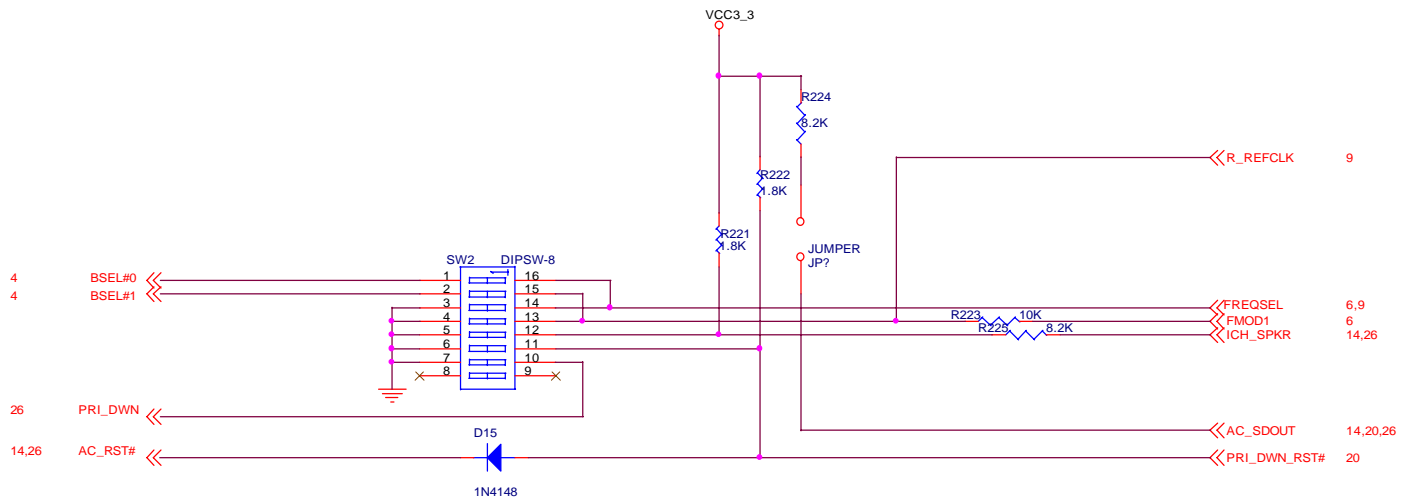 VCC3_3
R224
8.2K
R_REFCLK 9
R222
1.8K
R221
1.8K
JUMPER
JP?
SW2 DIPSW-8
4 BSEL#0 1 16
4 BSEL#1 2 15
3 14 FREQSEL 6,9
4 13 R223 10K FMOD1 6
5 12 R225 8.2K ICH_SPKR 14,26
6 11
7 10
8 9
26 PRI_DWN
D15 AC_SDOUT 14,20,26
14,26 AC_RST# PRI_DWN_RST# 20
1N4148